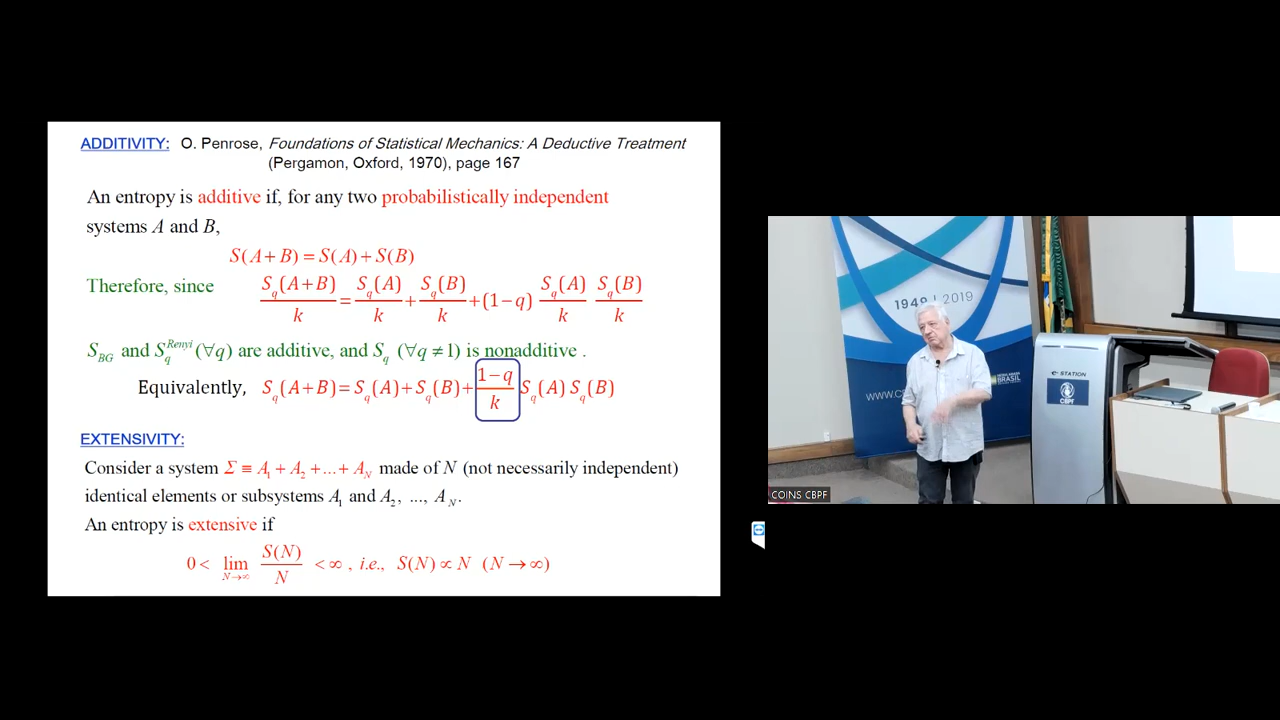 ADDITIVITY: O. Penrose, Foundations of Statistical Mechanics: A Deductive Treatment
(Pergamon, Oxford, 1970), page 167
An entropy is additive if, for any two probabilistically independent
systems A and B,
S(A + B) = S(A) + S(B)
Therefore, since S_q(A+B)/k = S_q(A)/k + S_q(B)/k + (1−q) S_q(A)/k S_q(B)/k
S_BG and S_q^Renyi (∀q) are additive, and S_q (∀q ≠ 1) is nonadditive .
Equivalently, S_q(A+B) = S_q(A) + S_q(B) + (1−q)/k S_q(A) S_q(B)
EXTENSIVITY:
Consider a system Σ ≡ A_1 + A_2 + ... + A_N made of N (not necessarily independent)
identical elements or subsystems A_1 and A_2, ..., A_N.
An entropy is extensive if
0 < lim_{N→∞} S(N)/N < ∞ , i.e., S(N) ∝ N (N → ∞)
1949 | 2019
WWW.C
BRASIL
e-STATION
CBPF
COINS CBPF